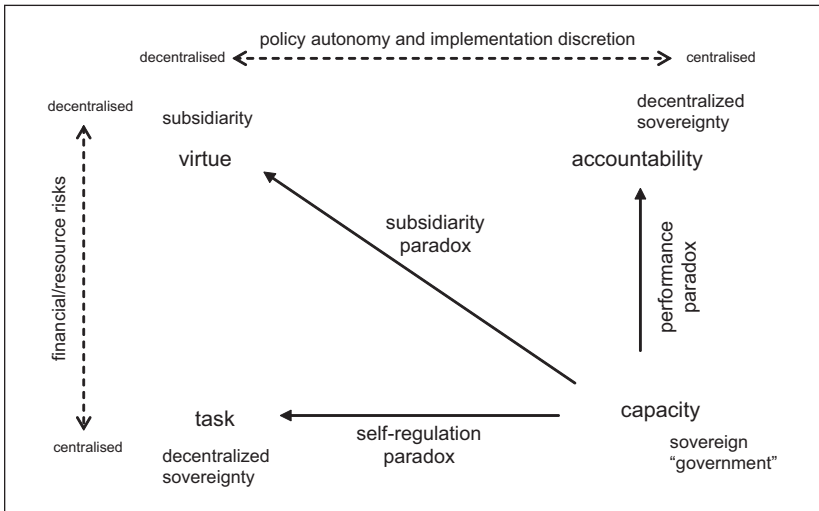 policy autonomy and implementation discretion
decentralised
centralised
decentralised
subsidiarity
decentralized
sovereignty
virtue
accountability
financial/resource risks
subsidiarity
paradox
performance
paradox
task
capacity
centralised
self-regulation
paradox
decentralized
sovereignty
sovereign
“government”